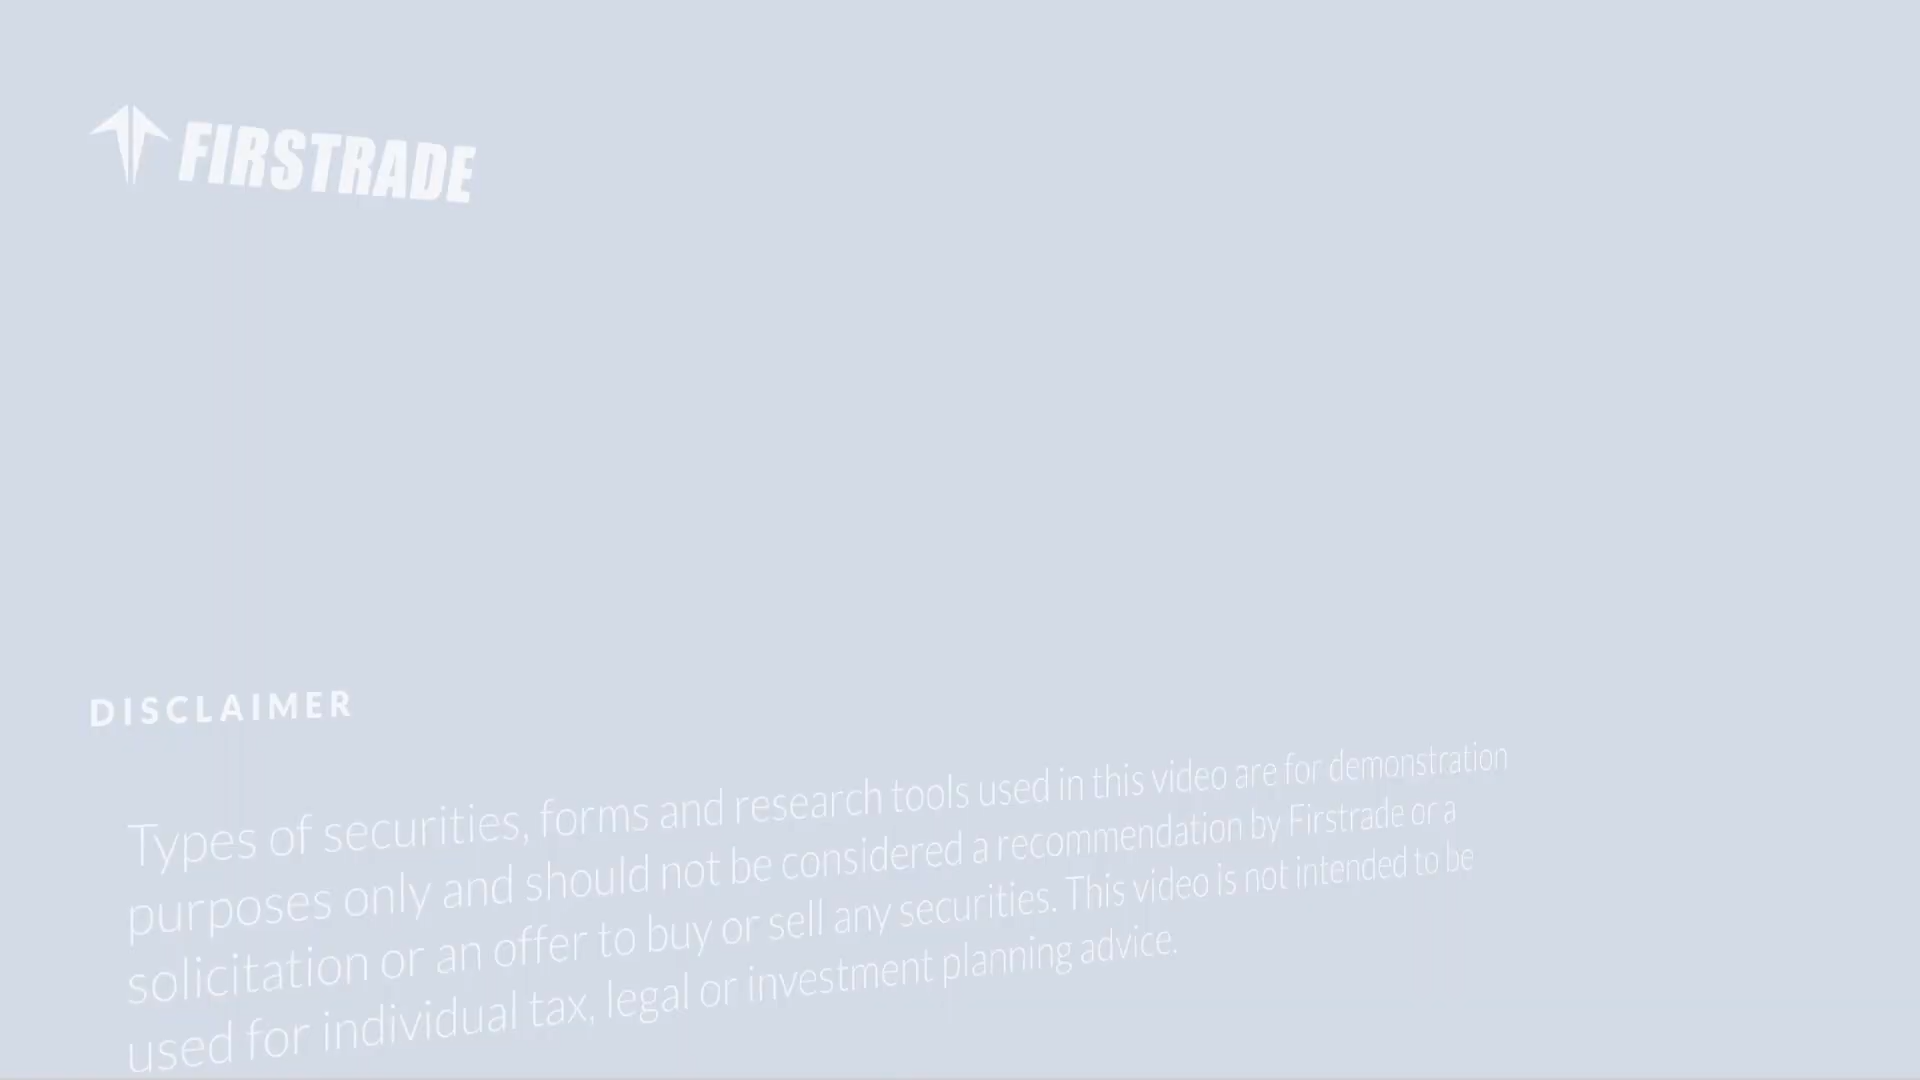 FIRSTRADE
DISCLAIMER
Types of securities, forms and research tools used in this video are for demonstration
purposes only and should not be considered a recommendation by Firstrade or a
solicitation or an offer to buy or sell any securities. This video is not intended to be
used for individual tax, legal or investment planning advice.